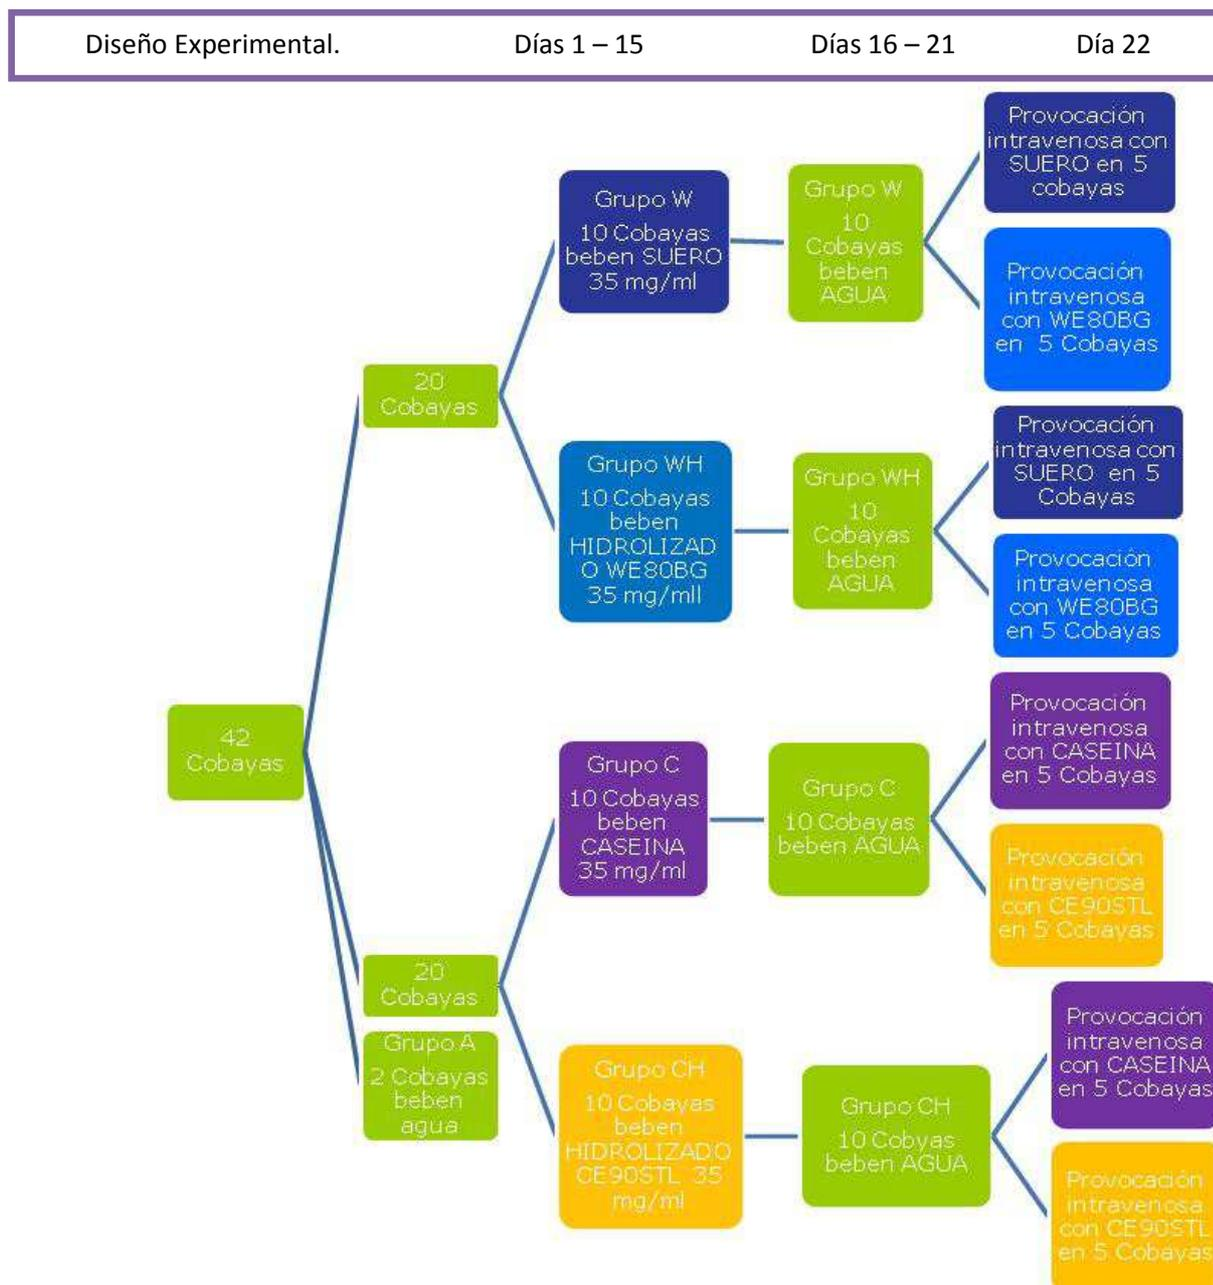 Diseño Experimental. Días 1 – 15 Días 16 – 21 Día 22
42
Cobayas
20
Cobayas
Grupo W
10 Cobayas
beben SUERO
35 mg/ml
Grupo W
10
Cobayas
beben
AGUA
Provocación
intravenosa con
SUERO en 5
cobayas
Provocación
intravenosa
con WE80BG
en 5 Cobayas
Grupo WH
10 Cobayas
beben
HIDROLIZAD
O WE80BG
35 mg/mll
Grupo WH
10
Cobayas
beben
AGUA
Provocación
intravenosa con
SUERO en 5
Cobayas
Provocación
intravenosa
con WE80BG
en 5 Cobayas
20
Cobayas
Grupo C
10 Cobayas
beben
CASEINA
35 mg/ml
Grupo C
10 Cobayas
beben AGUA
Provocación
intravenosa
con CASEINA
en 5 Cobayas
Provocación
intravenosa
con CE90STL
en 5 Cobayas
Grupo CH
10 Cobayas
beben
HIDROLIZADO
CE90STL 35
mg/ml
Grupo CH
10 Cobyas
beben AGUA
Provocación
intravenosa
con CASEINA
en 5 Cobayas
Provocación
intravenosa
con CE90STL
en 5 Cobayas
Grupo A
2 Cobayas
beben
agua